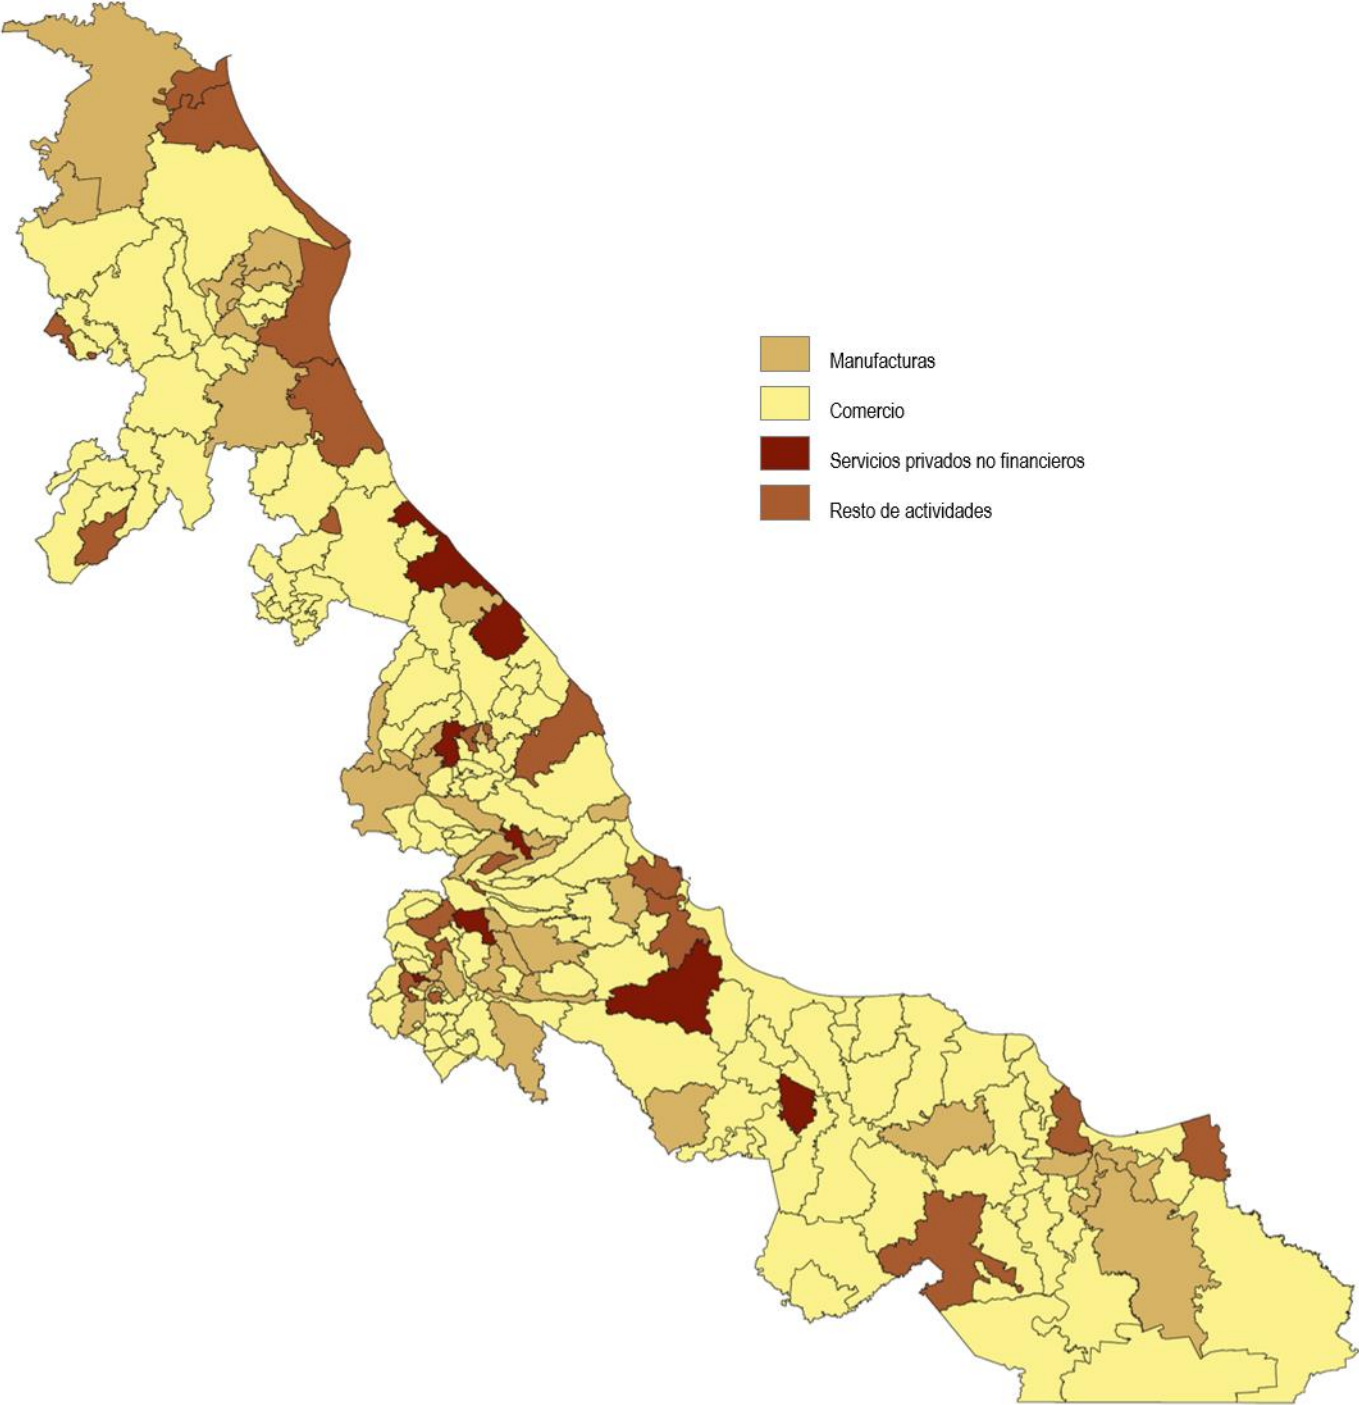 Manufacturas
Comercio
Servicios privados no financieros
Resto de actividades